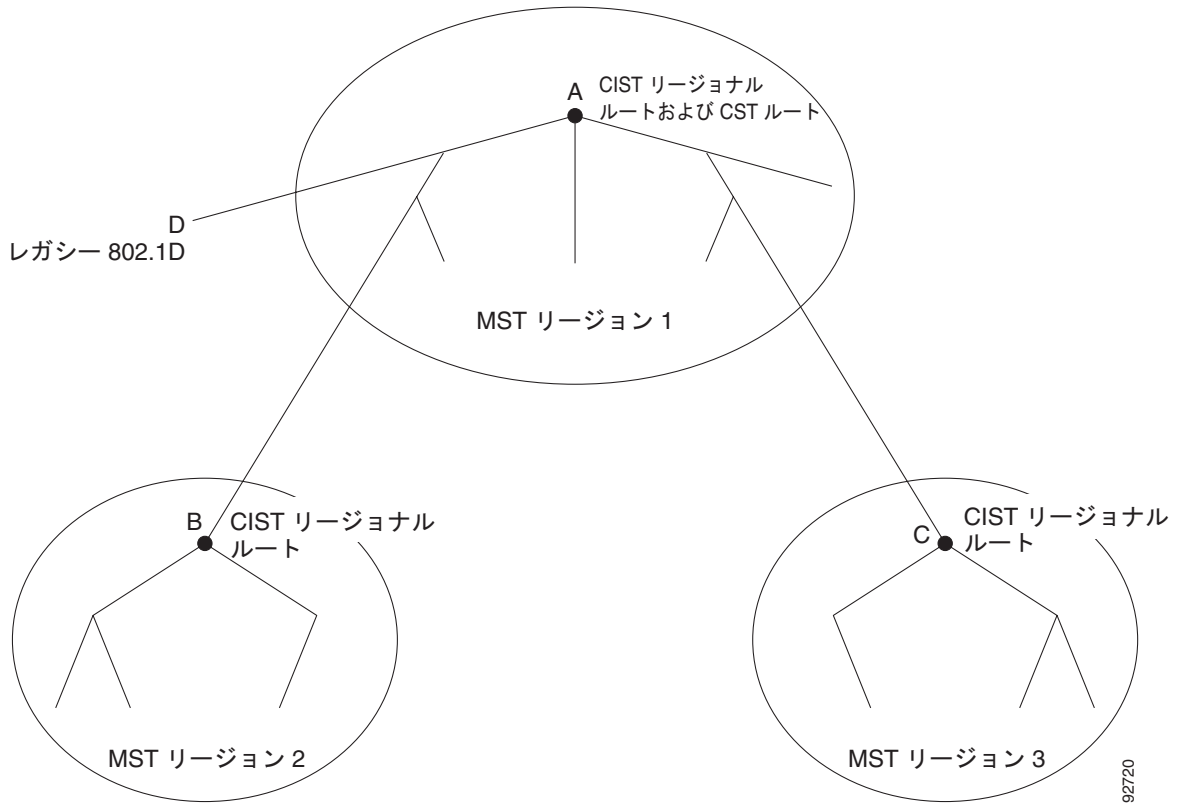 A
CIST リージョナル
ルートおよび CST ルート
D
レガシー 802.1D
MST リージョン 1
B
CIST リージョナル
ルート
C
CIST リージョナル
ルート
MST リージョン 2
MST リージョン 3
92720